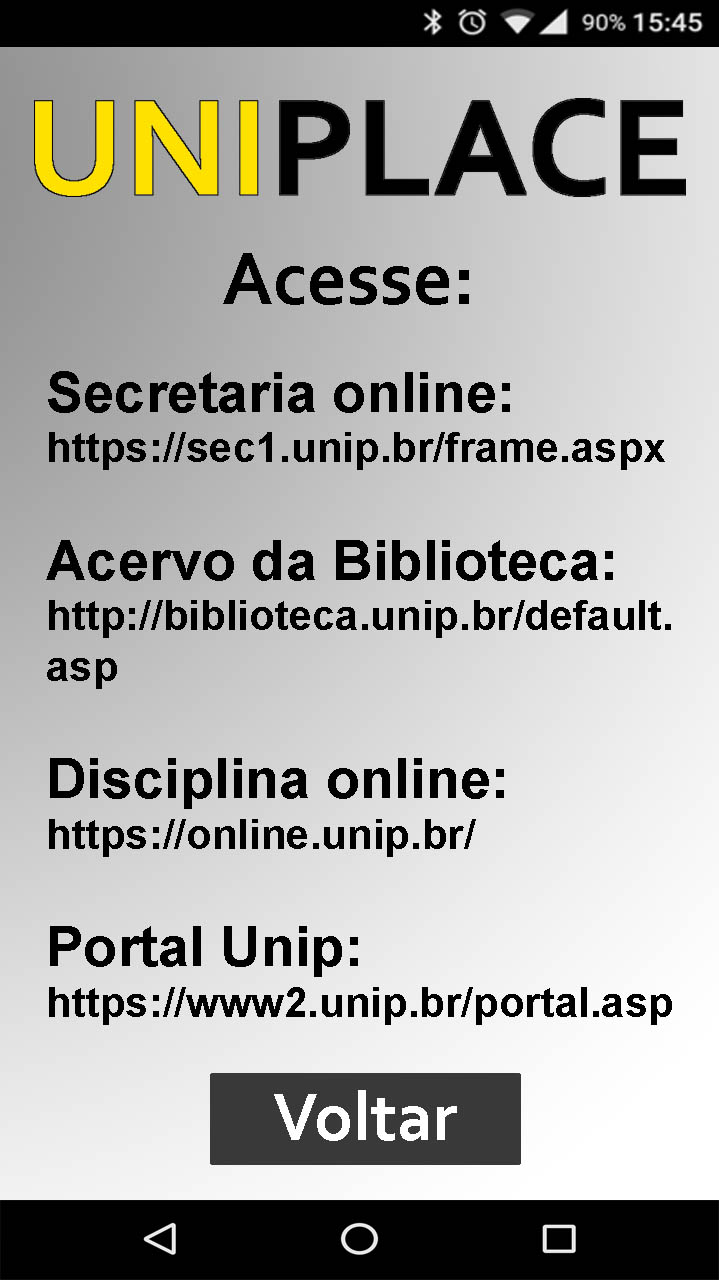 90% 15:45
UNIPLACE
Acesse:
Secretaria online:
https://sec1.unip.br/frame.aspx
Acervo da Biblioteca:
http://biblioteca.unip.br/default.
asp
Disciplina online:
https://online.unip.br/
Portal Unip:
https://www2.unip.br/portal.asp
Voltar